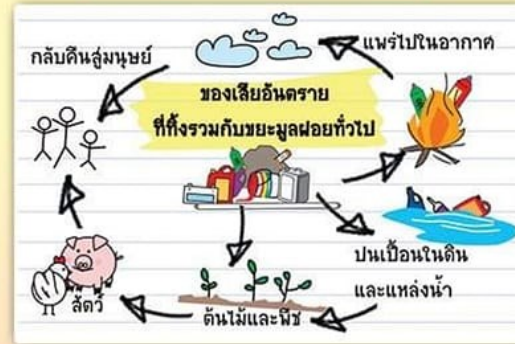 แพร่ไปในอากาศ
กลับคืนสู่มนุษย์
ของเสียอันตราย
ที่ทิ้งรวมกับขยะมูลฝอยทั่วไป
ปนเปื้อนในดิน
และแหล่งน้ำ
สัตว์
ต้นไม้และพืช